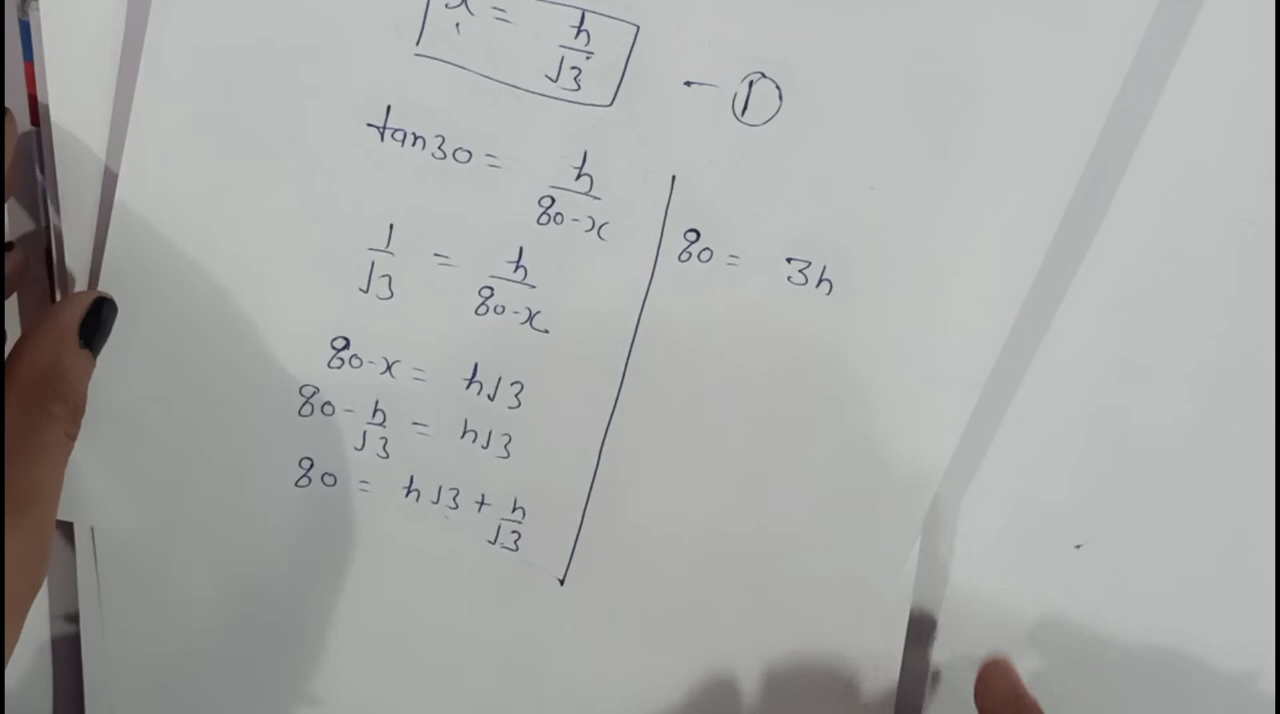 x = h/√3 - ①
tan30 = h/80-x
1/√3 = h/80-x
80-x = h√3
80 - h/√3 = h√3
80 = h√3 + h/√3
80 = 3h